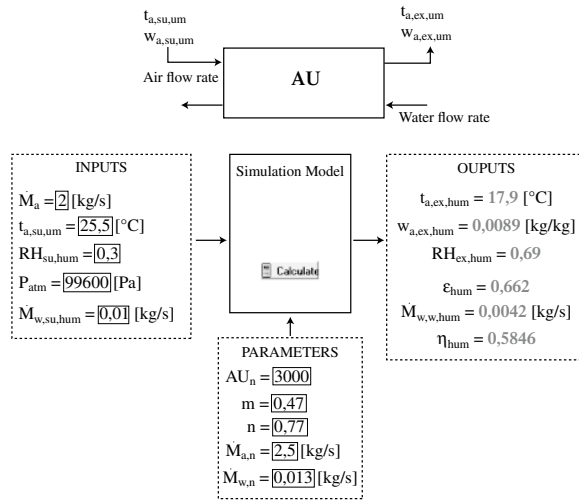 t_a,su,um
w_a,su,um
t_a,ex,um
w_a,ex,um
Air flow rate
AU
Water flow rate
INPUTS
Ṁ_a = 2 [kg/s]
t_a,su,um = 25,5 [°C]
RH_su,hum = 0,3
P_atm = 99600 [Pa]
Ṁ_w,su,hum = 0,01 [kg/s]
Simulation Model
Calculate
OUPUTS
t_a,ex,hum = 17,9 [°C]
w_a,ex,hum = 0,0089 [kg/kg]
RH_ex,hum = 0,69
ε_hum = 0,662
Ṁ_w,w,hum = 0,0042 [kg/s]
η_hum = 0,5846
PARAMETERS
AU_n = 3000
m = 0,47
n = 0,77
Ṁ_a,n = 2,5 [kg/s]
Ṁ_w,n = 0,013 [kg/s]